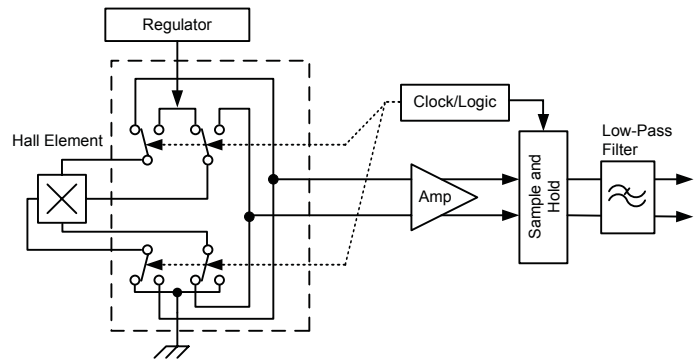 Regulator
Clock/Logic
Hall Element
Low-Pass
Filter
Amp
Sample and
Hold